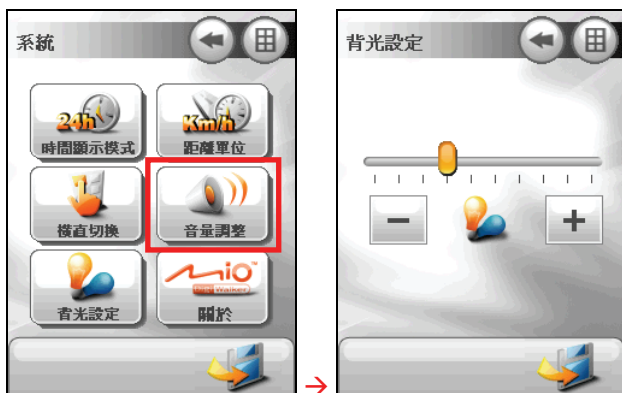 系統
24h
時間顯示模式
Km/h
距離單位
橫直切換
音量調整
背光設定
Mio
DigiWalker
關於
→
背光設定